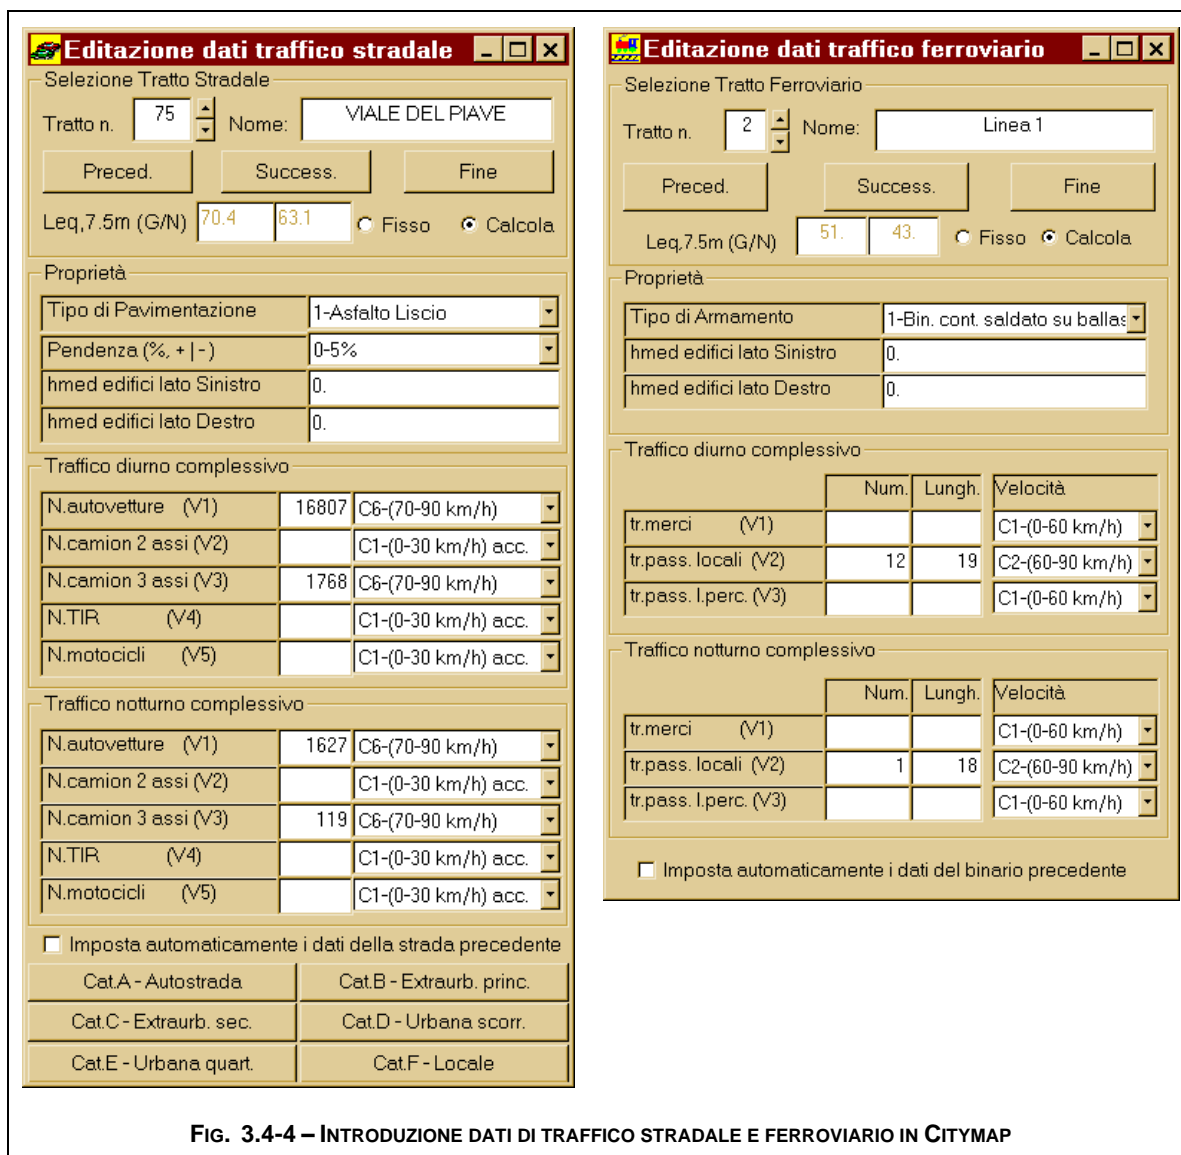 Editazione dati traffico stradale
Selezione Tratto Stradale
Tratto n. 75 Nome: VIALE DEL PIAVE
Preced. Success. Fine
Leq,7.5m (G/N) 70.4 63.1 Fisso Calcola
Proprietà
Tipo di Pavimentazione 1-Asfalto Liscio
Pendenza (%, + | -) 0-5%
hmed edifici lato Sinistro 0.
hmed edifici lato Destro 0.
Traffico diurno complessivo
N.autovetture (V1) 16807 C6-(70-90 km/h)
N.camion 2 assi (V2) C1-(0-30 km/h) acc.
N.camion 3 assi (V3) 1768 C6-(70-90 km/h)
N.TIR (V4) C1-(0-30 km/h) acc.
N.motocicli (V5) C1-(0-30 km/h) acc.
Traffico notturno complessivo
N.autovetture (V1) 1627 C6-(70-90 km/h)
N.camion 2 assi (V2) C1-(0-30 km/h) acc.
N.camion 3 assi (V3) 119 C6-(70-90 km/h)
N.TIR (V4) C1-(0-30 km/h) acc.
N.motocicli (V5) C1-(0-30 km/h) acc.
Imposta automaticamente i dati della strada precedente
Cat.A - Autostrada Cat.B - Extraurb. princ.
Cat.C - Extraurb. sec. Cat.D - Urbana scorr.
Cat.E - Urbana quart. Cat.F - Locale
Editazione dati traffico ferroviario
Selezione Tratto Ferroviario
Tratto n. 2 Nome: Linea 1
Preced. Success. Fine
Leq,7.5m (G/N) 51. 43. Fisso Calcola
Proprietà
Tipo di Armamento 1-Bin. cont. saldato su ballas
hmed edifici lato Sinistro 0.
hmed edifici lato Destro 0.
Traffico diurno complessivo
Num. Lungh. Velocità
tr.merci (V1) C1-(0-60 km/h)
tr.pass. locali (V2) 12 19 C2-(60-90 km/h)
tr.pass. l.perc. (V3) C1-(0-60 km/h)
Traffico notturno complessivo
Num. Lungh. Velocità
tr.merci (V1) C1-(0-60 km/h)
tr.pass. locali (V2) 1 18 C2-(60-90 km/h)
tr.pass. l.perc. (V3) C1-(0-60 km/h)
Imposta automaticamente i dati del binario precedente
FIG. 3.4-4 – INTRODUZIONE DATI DI TRAFFICO STRADALE E FERROVIARIO IN CITYMAP